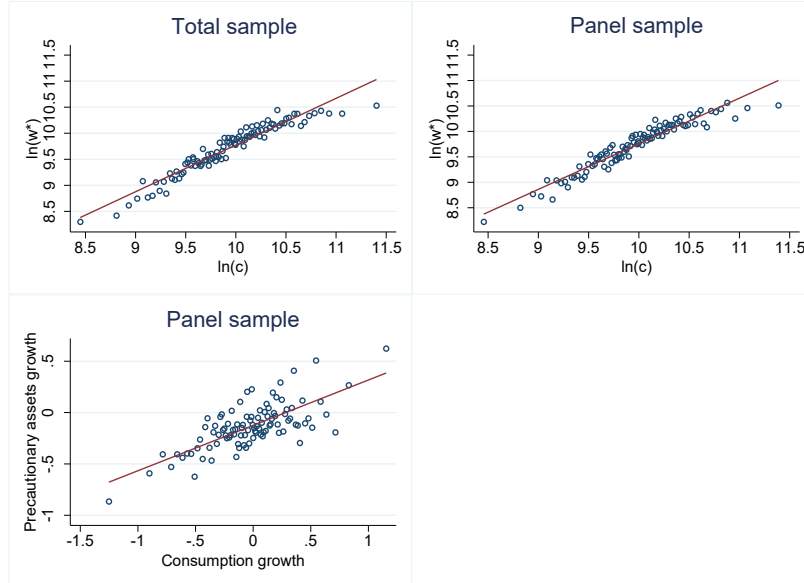 Total sample
ln(w*)
8.5 9 9.5 10 10.5 11 11.5
8.5 9 9.5 10 10.5 11 11.5
ln(c)
Panel sample
ln(w*)
8.5 9 9.5 10 10.5 11 11.5
8.5 9 9.5 10 10.5 11 11.5
ln(c)
Panel sample
Precautionary assets growth
-1 -.5 0 .5
-1.5 -1 -.5 0 .5 1
Consumption growth